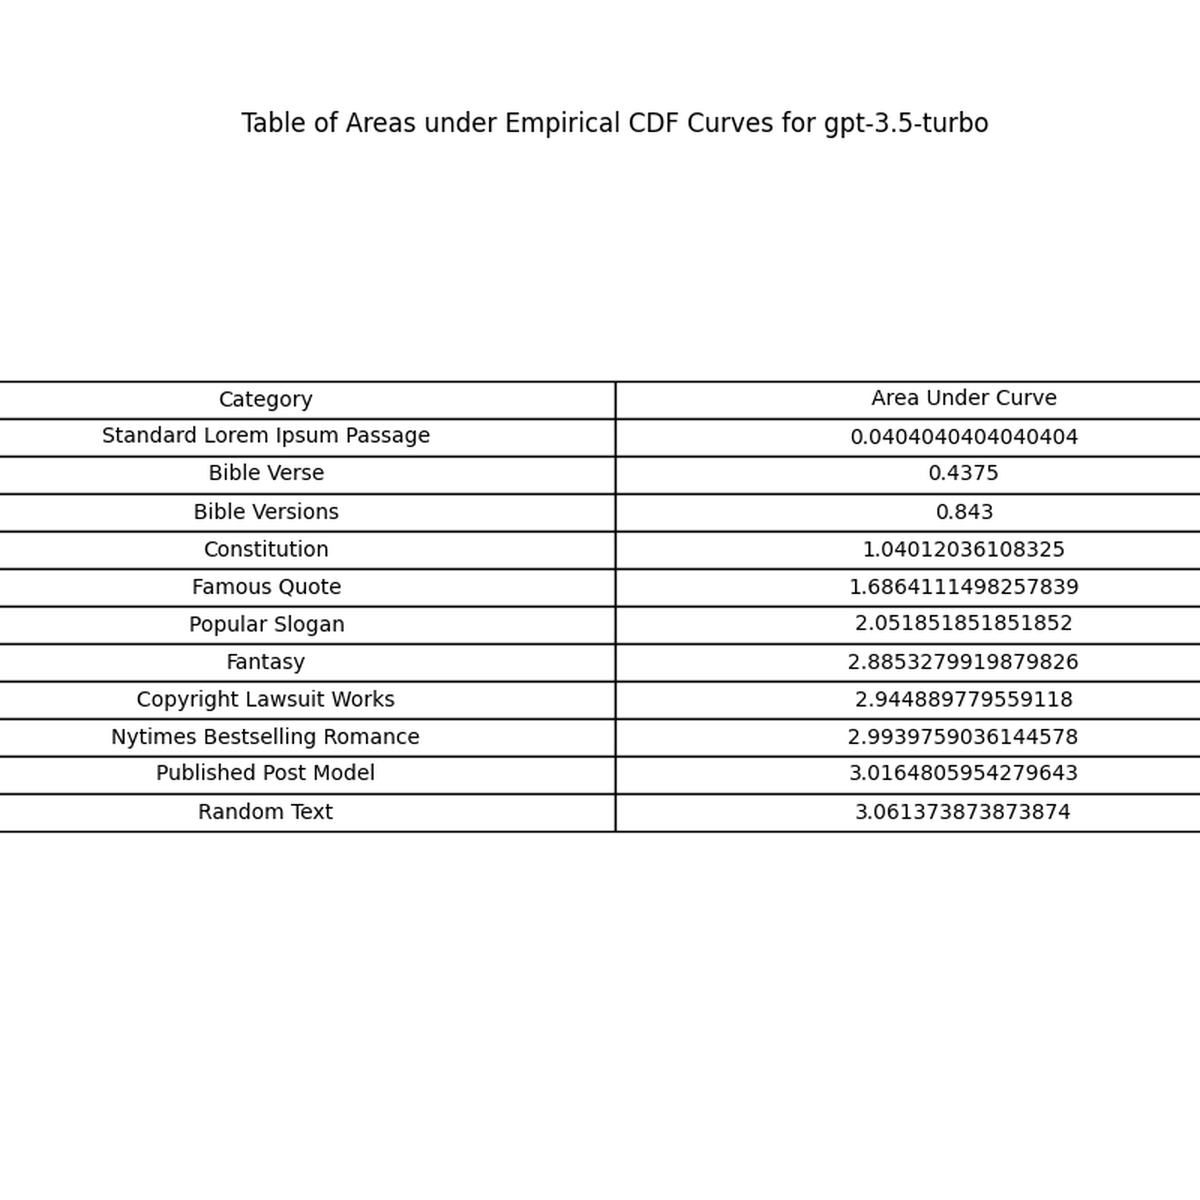 Table of Areas under Empirical CDF Curves for gpt-3.5-turbo
Category Area Under Curve
Standard Lorem Ipsum Passage 0.0404040404040404
Bible Verse 0.4375
Bible Versions 0.843
Constitution 1.04012036108325
Famous Quote 1.6864111498257839
Popular Slogan 2.051851851851852
Fantasy 2.8853279919879826
Copyright Lawsuit Works 2.944889779559118
Nytimes Bestselling Romance 2.9939759036144578
Published Post Model 3.0164805954279643
Random Text 3.061373873873874